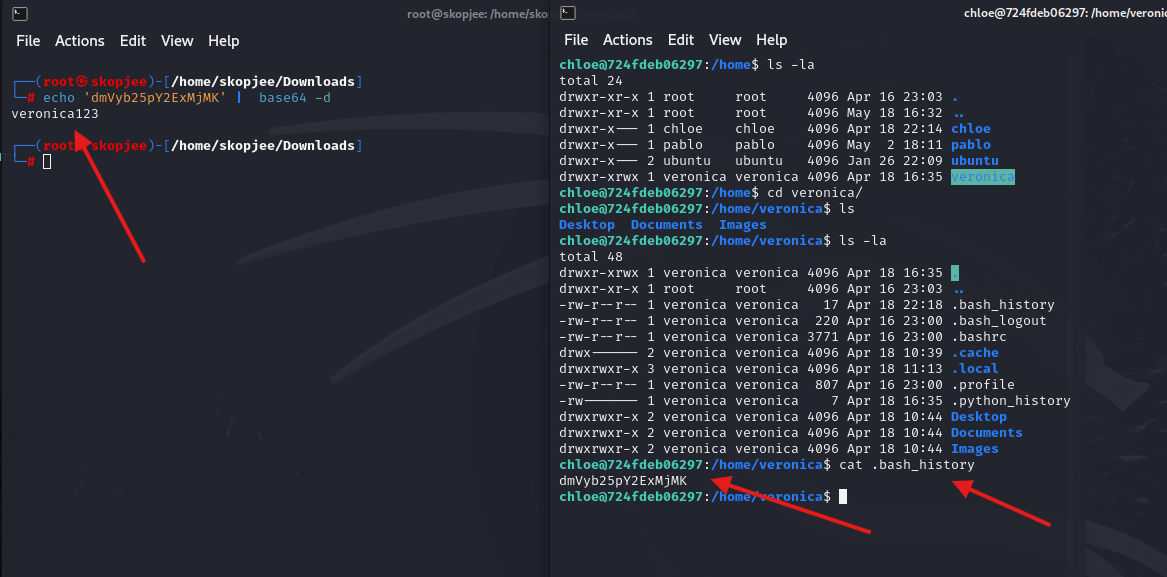 root@skopjee: /home/sko
File Actions Edit View Help
┌──(root㉿skopjee)-[/home/skopjee/Downloads]
└─# echo 'dmVyb25pY2ExMjMK' | base64 -d
veronica123
┌──(root㉿skopjee)-[/home/skopjee/Downloads]
└─#
chloe@724fdeb06297: /home/veronic
File Actions Edit View Help
chloe@724fdeb06297:/home$ ls -la
total 24
drwxr-xr-x 1 root root 4096 Apr 16 23:03 .
drwxr-xr-x 1 root root 4096 May 18 16:32 ..
drwxr-x--- 1 chloe chloe 4096 Apr 18 22:14 chloe
drwxr-x--- 1 pablo pablo 4096 May 2 18:11 pablo
drwxr-x--- 2 ubuntu ubuntu 4096 Jan 26 22:09 ubuntu
drwxr-xrwx 1 veronica veronica 4096 Apr 18 16:35 veronica
chloe@724fdeb06297:/home$ cd veronica/
chloe@724fdeb06297:/home/veronica$ ls
Desktop Documents Images
chloe@724fdeb06297:/home/veronica$ ls -la
total 48
drwxr-xrwx 1 veronica veronica 4096 Apr 18 16:35 .
drwxr-xr-x 1 root root 4096 Apr 16 23:03 ..
-rw-r--r-- 1 veronica veronica 17 Apr 18 22:18 .bash_history
-rw-r--r-- 1 veronica veronica 220 Apr 16 23:00 .bash_logout
-rw-r--r-- 1 veronica veronica 3771 Apr 16 23:00 .bashrc
drwx------ 2 veronica veronica 4096 Apr 18 10:39 .cache
drwxrwxr-x 3 veronica veronica 4096 Apr 18 11:13 .local
-rw-r--r-- 1 veronica veronica 807 Apr 16 23:00 .profile
-rw------- 1 veronica veronica 7 Apr 18 16:35 .python_history
drwxrwxr-x 2 veronica veronica 4096 Apr 18 10:44 Desktop
drwxrwxr-x 2 veronica veronica 4096 Apr 18 10:44 Documents
drwxrwxr-x 2 veronica veronica 4096 Apr 18 10:44 Images
chloe@724fdeb06297:/home/veronica$ cat .bash_history
dmVyb25pY2ExMjMK
chloe@724fdeb06297:/home/veronica$